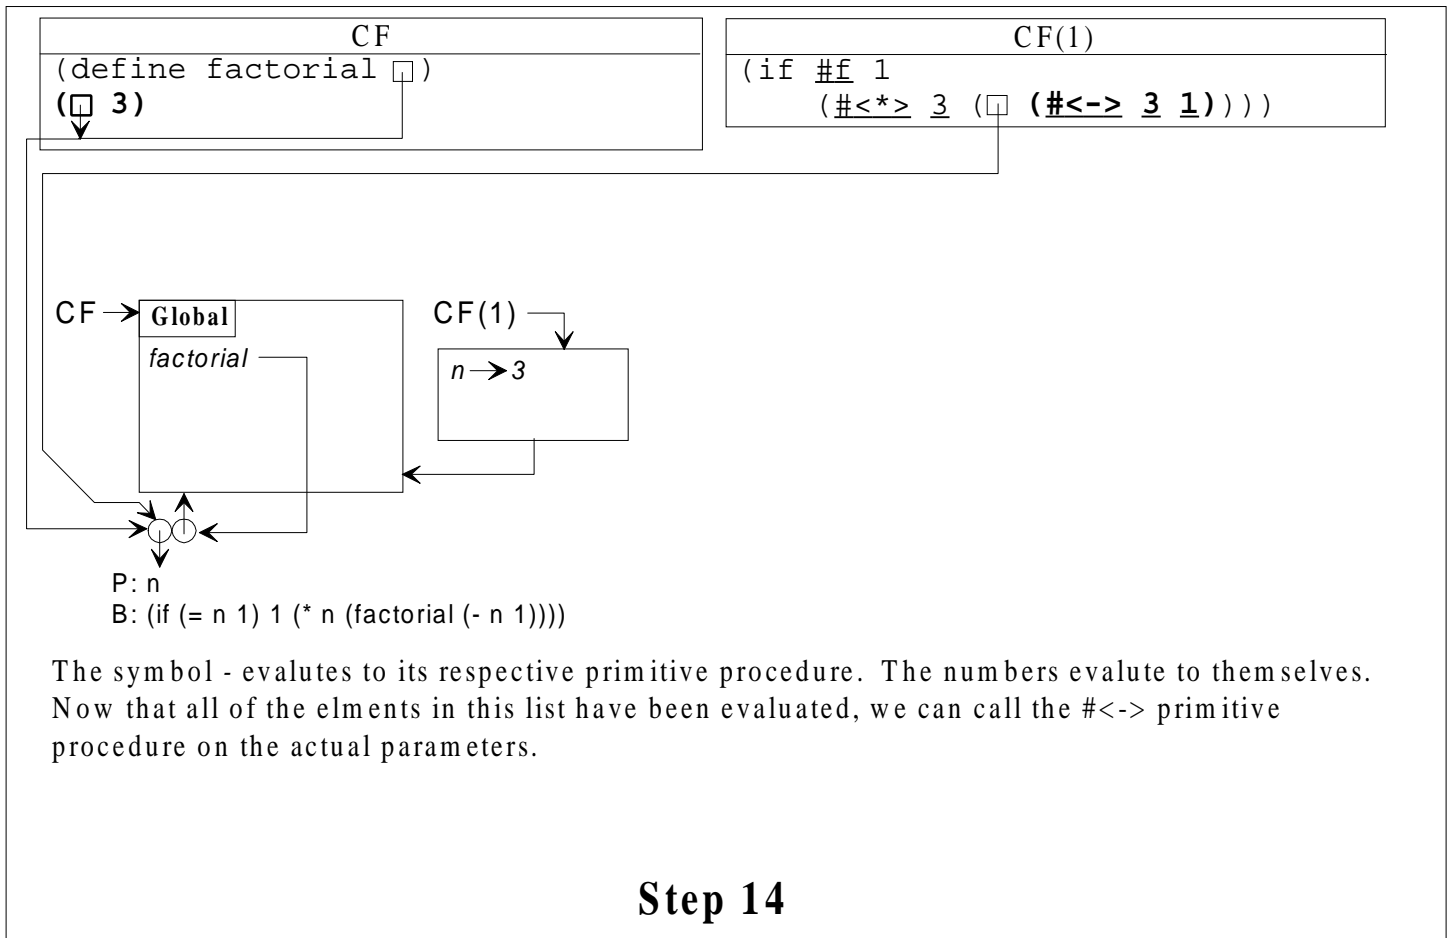 CF
(define factorial □)
(□ 3)
CF(1)
(if #f 1
(#<*> 3 (□ (#<-> 3 1))))
CF
Global
factorial
CF(1)
n 3
P: n
B: (if (= n 1) 1 (* n (factorial (- n 1))))
The symbol - evalutes to its respective primitive procedure. The numbers evalute to themselves.
Now that all of the elments in this list have been evaluated, we can call the #<-> primitive
procedure on the actual parameters.
Step 14